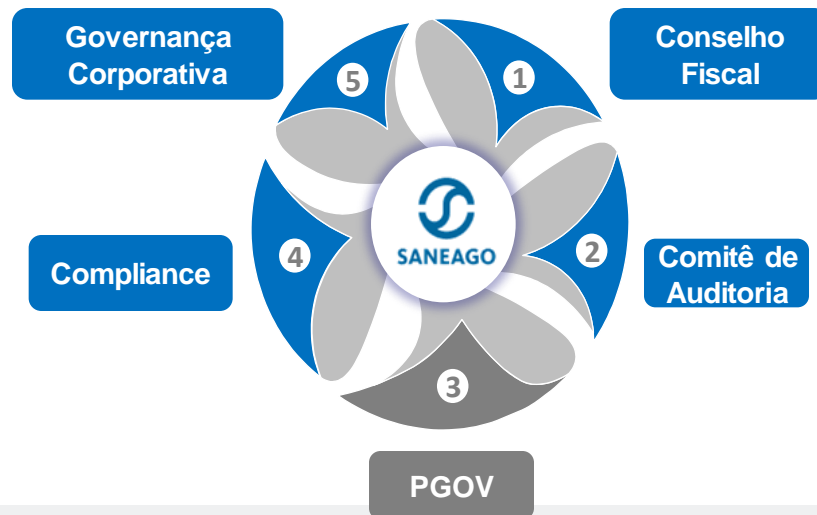 Governança
Corporativa
Conselho
Fiscal
5
1
SANEAGO
4
2
Compliance
Comitê de
Auditoria
3
PGOV